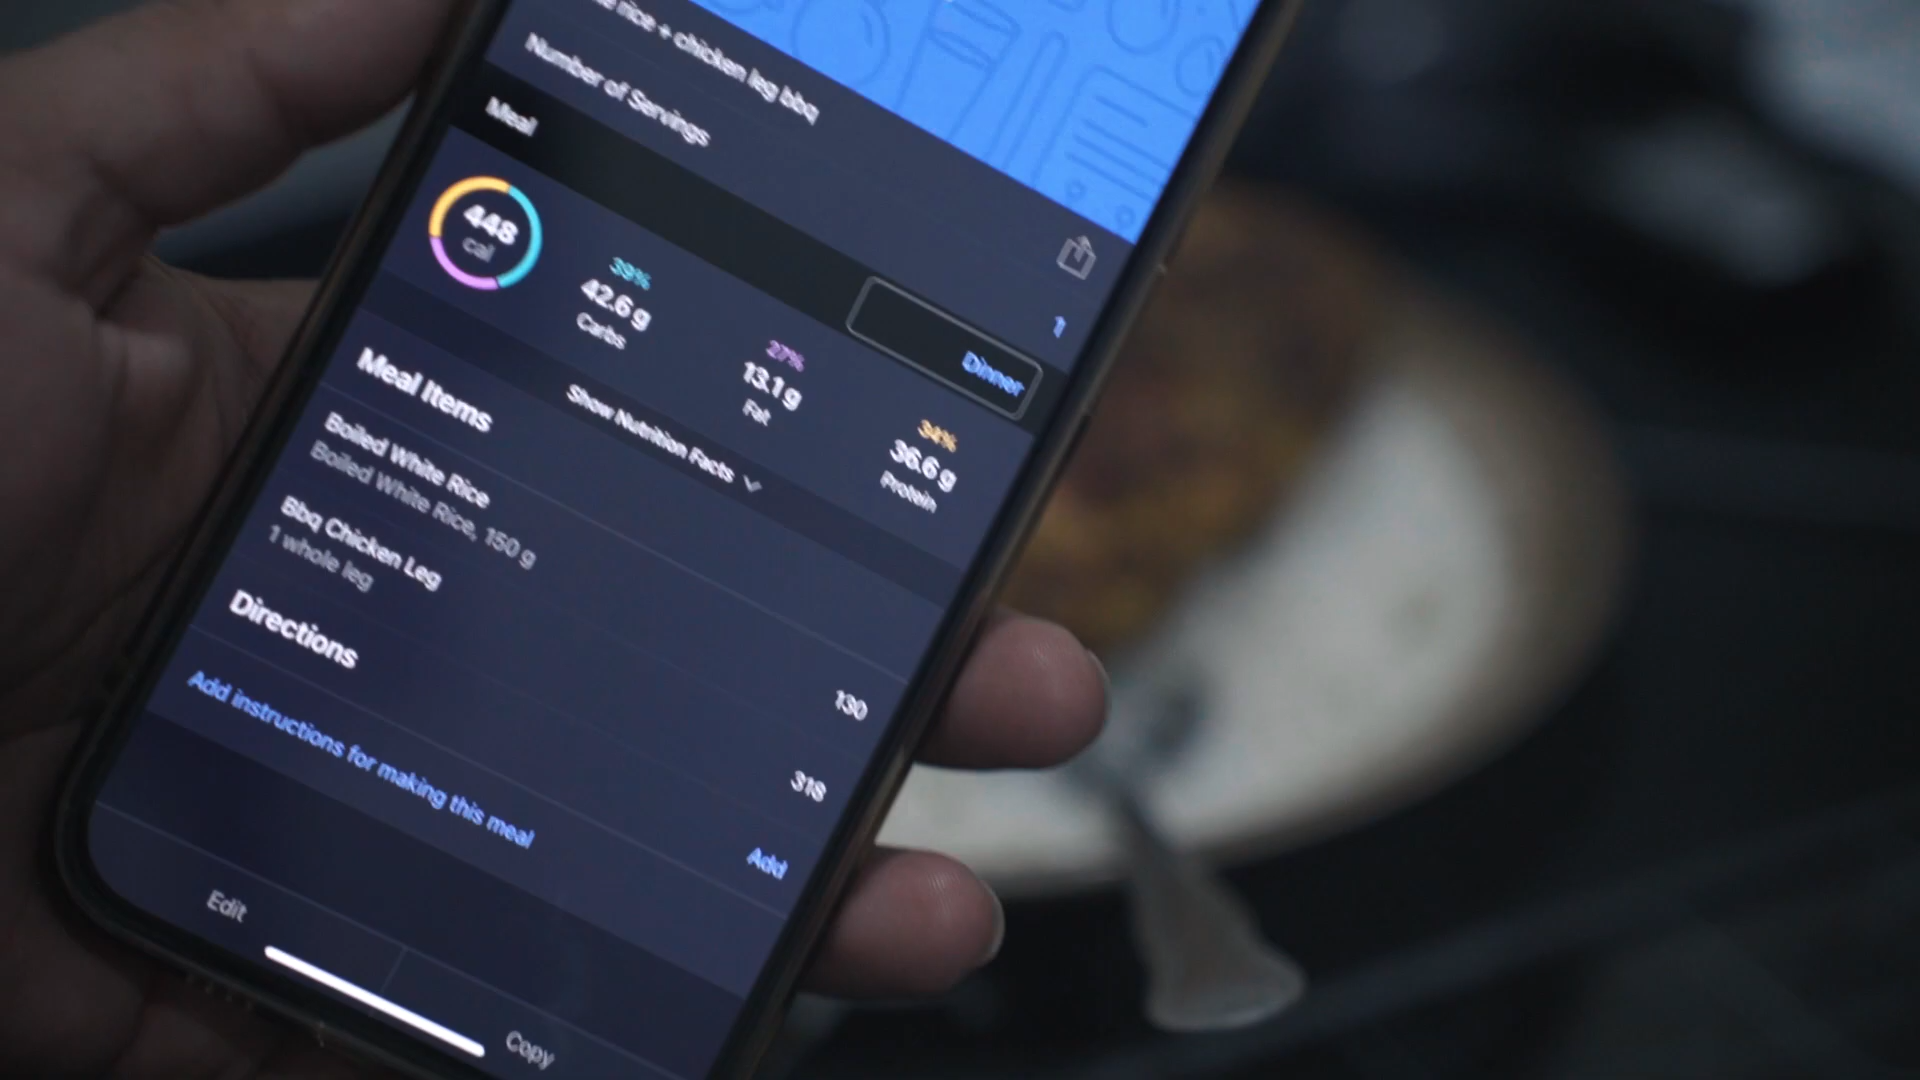 rice + chicken leg bbq
Number of Servings
1
Meal
Dinner
448
cal
39%
42.6 g
Carbs
27%
13.1 g
Fat
34%
36.6 g
Protein
Show Nutrition Facts
Meal Items
Boiled White Rice
Boiled White Rice, 150 g
130
Bbq Chicken Leg
1 whole leg
318
Directions
Add instructions for making this meal
Add
Edit
Copy